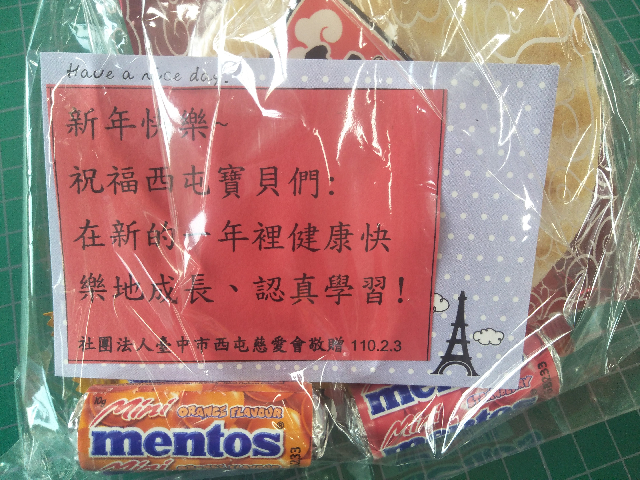 Have a nice day!
新年快樂~
祝福西屯寶貝們:
在新的一年裡健康快
樂地成長、認真學習!
社團法人臺中市西屯慈愛會敬贈 110.2.3
Mini ORANGE FLAVOUR
mentos
Mini
mentos
Mini
mentos